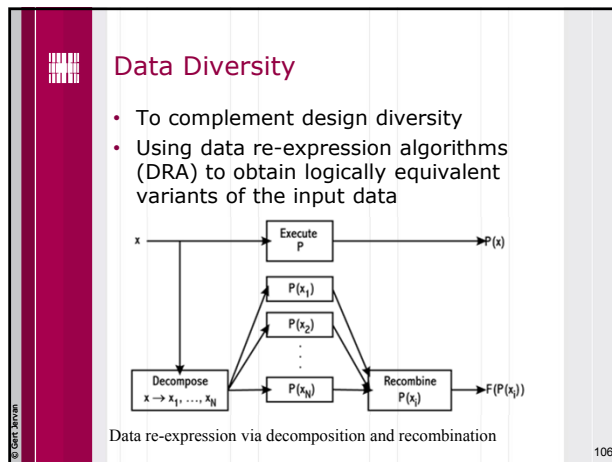 Data Diversity
• To complement design diversity
• Using data re-expression algorithms
(DRA) to obtain logically equivalent
variants of the input data
x
Execute
P
P(x)
P(x₁)
P(x₂)
.
.
.
Decompose
x → x₁, ..., x_N
P(x_N)
Recombine
P(xᵢ)
F(P(xᵢ))
Data re-expression via decomposition and recombination
© Gert Jervan
106